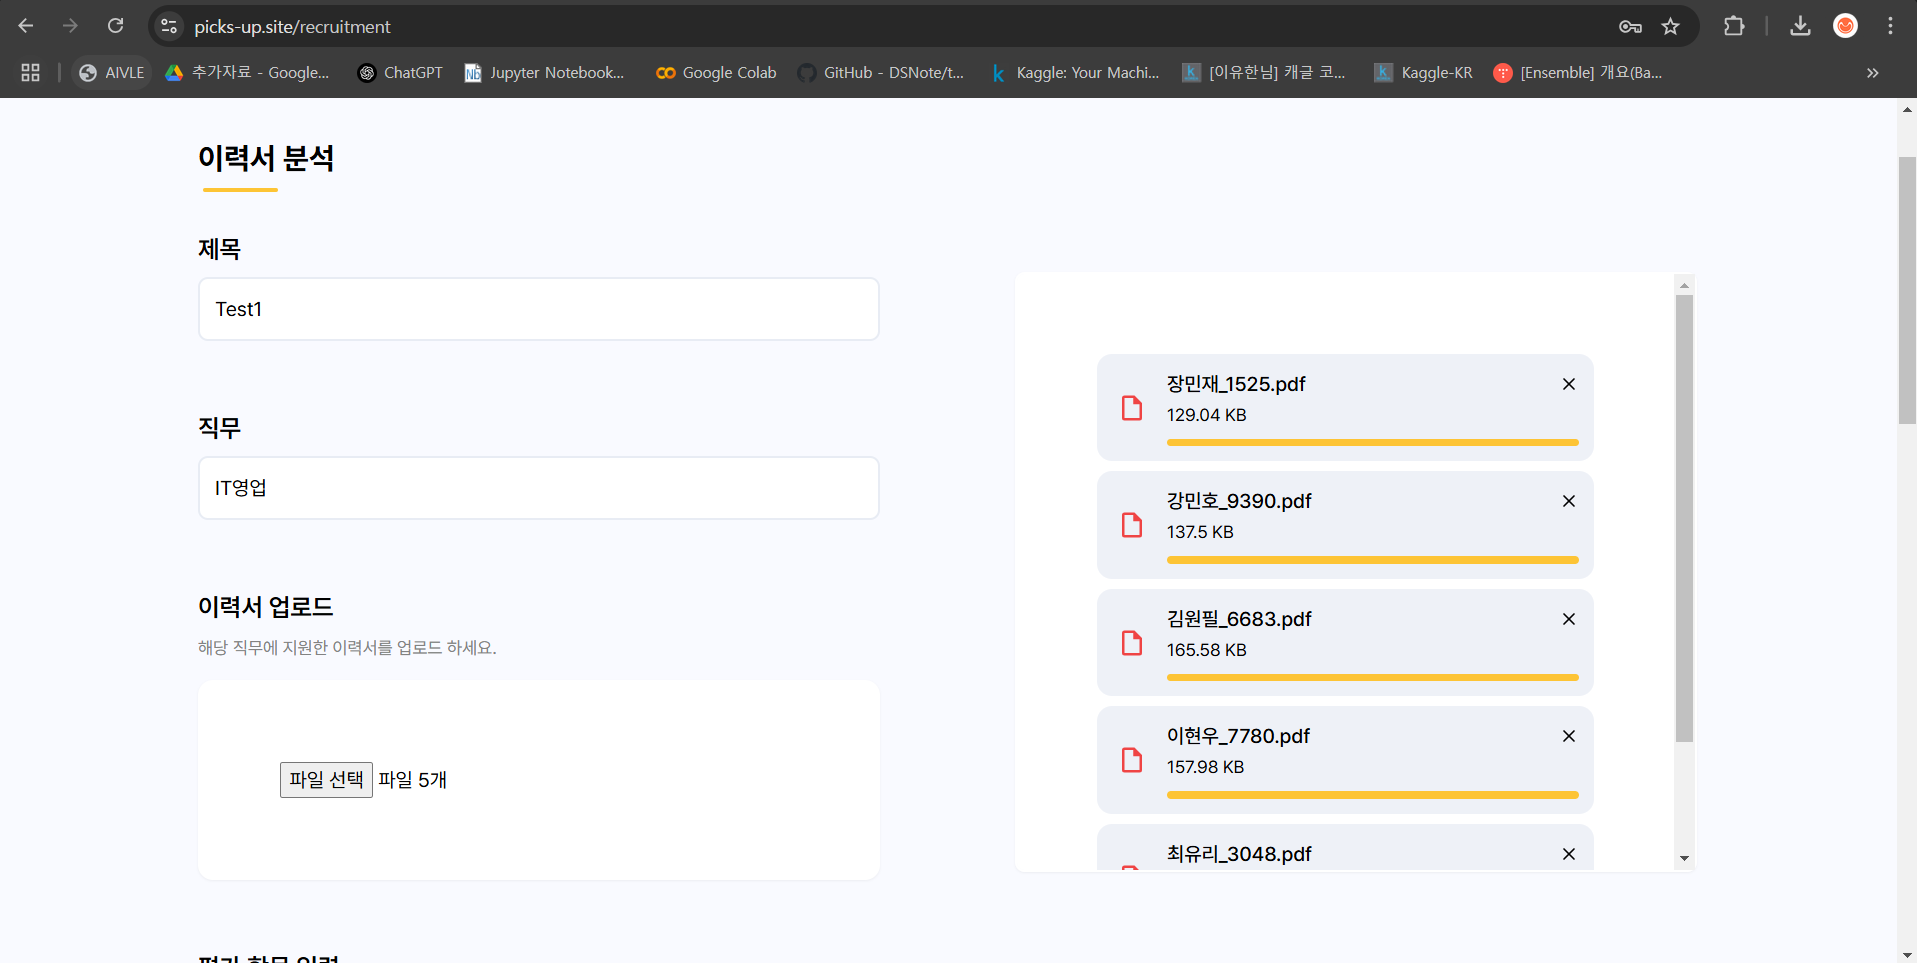 picks-up.site/recruitment
AIVLE
추가자료 - Google...
ChatGPT
Jupyter Notebook...
Google Colab
GitHub - DSNote/t...
Kaggle: Your Machi...
[이유한님] 캐글 코...
Kaggle-KR
[Ensemble] 개요(Ba...
이력서 분석
제목
Test1
직무
IT영업
이력서 업로드
해당 직무에 지원한 이력서를 업로드 하세요.
파일 선택 파일 5개
장민재_1525.pdf
129.04 KB
강민호_9390.pdf
137.5 KB
김원필_6683.pdf
165.58 KB
이현우_7780.pdf
157.98 KB
최유리_3048.pdf
평가 항목 입력